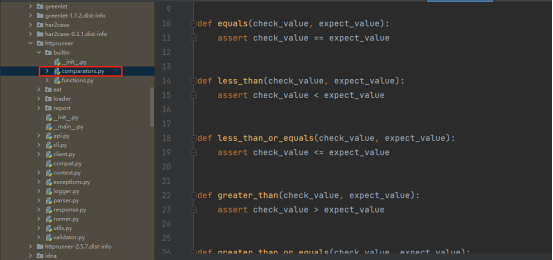 greenlet
greenlet-1.1.2.dist-info
har2case
har2case-0.3.1.dist-info
httprunner
builtin
__init__.py
comparators.py
functions.py
ext
loader
report
__init__.py
__main__.py
api.py
cli.py
client.py
compat.py
context.py
exceptions.py
logger.py
parser.py
response.py
runner.py
utils.py
validator.py
httprunner-2.5.7.dist-info
idna
9
10 def equals(check_value, expect_value):
11 assert check_value == expect_value
12
13
14 def less_than(check_value, expect_value):
15 assert check_value < expect_value
16
17
18 def less_than_or_equals(check_value, expect_value):
19 assert check_value <= expect_value
20
21
22 def greater_than(check_value, expect_value):
23 assert check_value > expect_value
24
25
26 def greater_than_or_equals(check_value, expect_value):